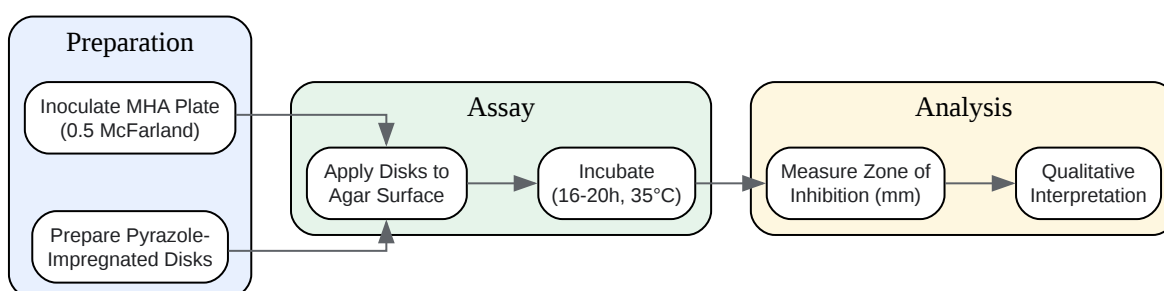 Preparation
Inoculate MHA Plate
(0.5 McFarland)
Prepare Pyrazole-
Impregnated Disks
Assay
Apply Disks to
Agar Surface
Incubate
(16-20h, 35°C)
Analysis
Measure Zone of
Inhibition (mm)
Qualitative
Interpretation